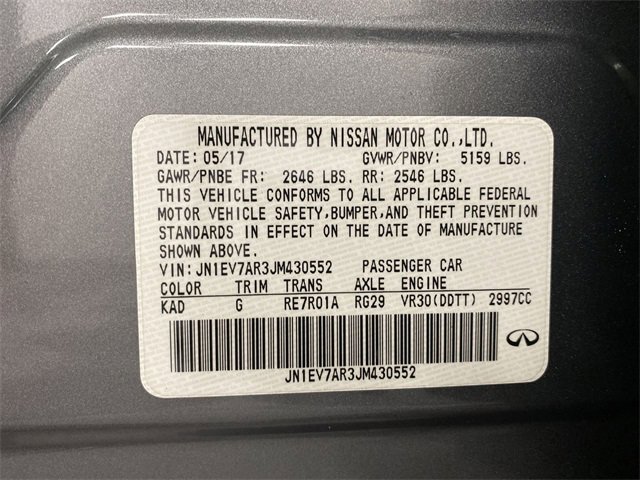 MANUFACTURED BY NISSAN MOTOR CO.,LTD.
DATE: 05/17 GVWR/PNBV: 5159 LBS.
GAWR/PNBE FR: 2646 LBS. RR: 2546 LBS.
THIS VEHICLE CONFORMS TO ALL APPLICABLE FEDERAL
MOTOR VEHICLE SAFETY,BUMPER,AND THEFT PREVENTION
STANDARDS IN EFFECT ON THE DATE OF MANUFACTURE
SHOWN ABOVE.
VIN: JN1EV7AR3JM430552 PASSENGER CAR
COLOR TRIM TRANS AXLE ENGINE
KAD G RE7R01A RG29 VR30(DDTT) 2997CC
JN1EV7AR3JM430552